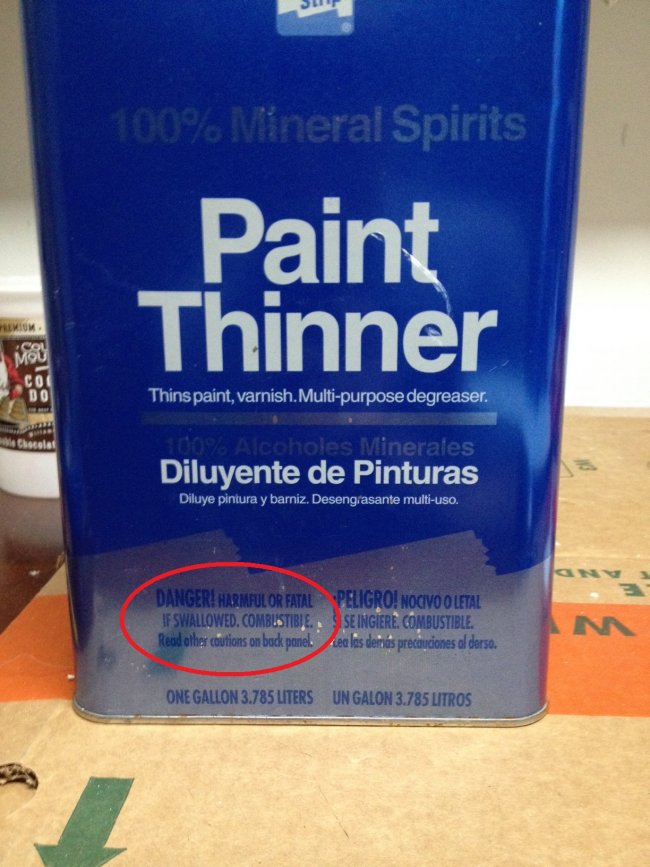 Strip
®
100% Mineral Spirits
Paint
Thinner
Thins paint, varnish. Multi-purpose degreaser.
100% Alcoholes Minerales
Diluyente de Pinturas
Diluye pintura y barniz. Desengrasante multi-uso.
DANGER! HARMFUL OR FATAL
IF SWALLOWED. COMBUSTIBLE.
Read other cautions on back panel.
¡PELIGRO! NOCIVO O LETAL
SI SE INGIERE. COMBUSTIBLE.
Lea las demás precauciones al dorso.
ONE GALLON 3.785 LITERS
UN GALON 3.785 LITROS
PREMIUM